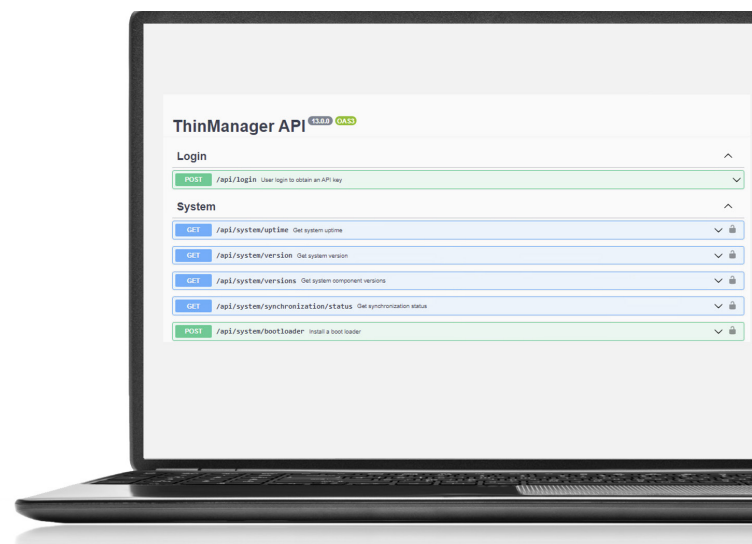 ThinManager API 13.0.0 OAS3
Login
POST /api/login User login to obtain an API key
System
GET /api/system/uptime Get system uptime
GET /api/system/version Get system version
GET /api/system/versions Get system component versions
GET /api/system/synchronization/status Get synchronization status
POST /api/system/bootloader Install a boot loader